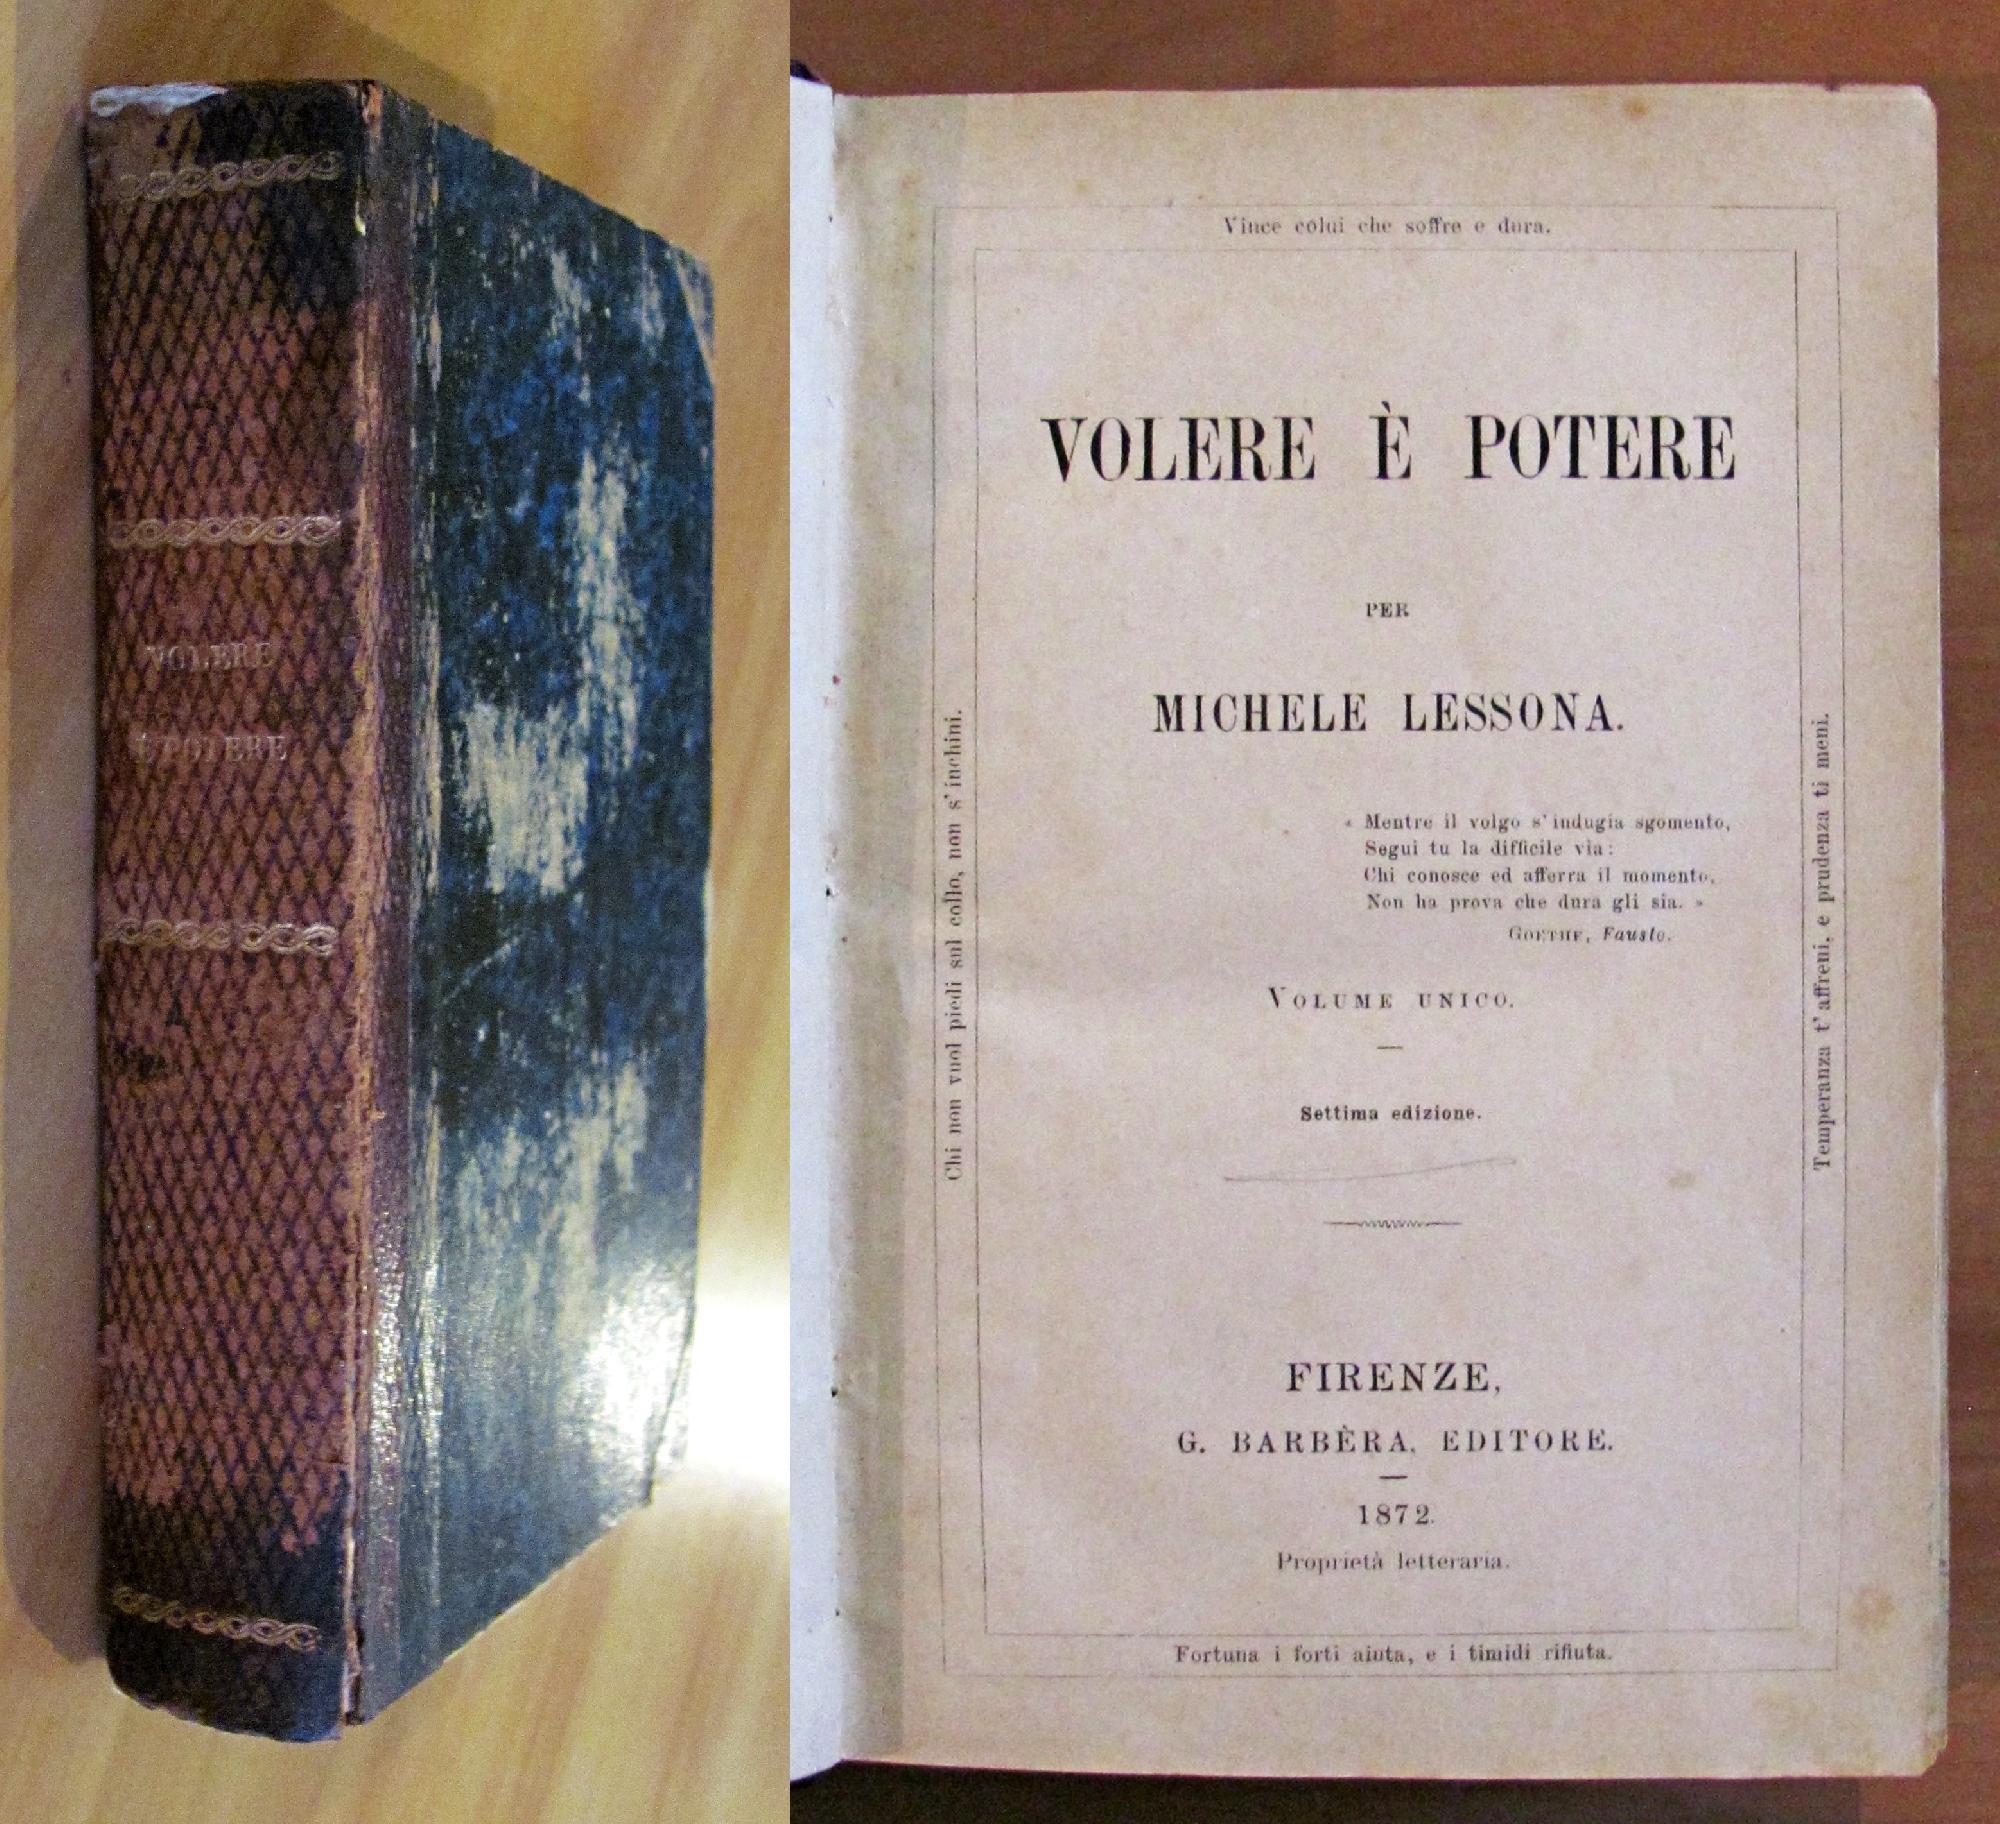 VOLERE
È POTERE
Vince colui che soffre e dura.
VOLERE È POTERE
PER
MICHELE LESSONA.
« Mentre il volgo s' indugia sgomento,
Segui tu la difficile via:
Chi conosce ed afferra il momento,
Non ha prova che dura gli sia. »
GOETHE, Fausto.
VOLUME UNICO.
Settima edizione.
FIRENZE,
G. BARBÈRA, EDITORE.
1872.
Proprietà letteraria.
Chi non vuol piedi sul collo, non s' inchini.
Temperanza t' affreni, e prudenza ti meni.
Fortuna i forti aiuta, e i timidi rifiuta.